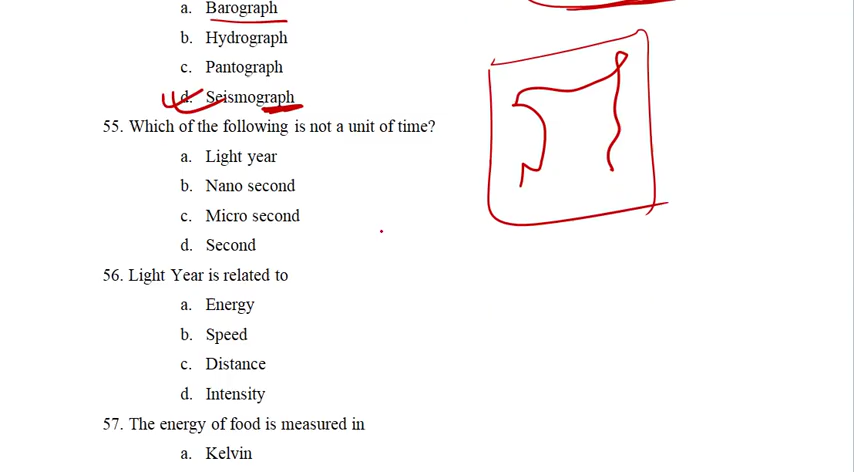 a. Barograph
b. Hydrograph
c. Pantograph
d. Seismograph
55. Which of the following is not a unit of time?
a. Light year
b. Nano second
c. Micro second
d. Second
56. Light Year is related to
a. Energy
b. Speed
c. Distance
d. Intensity
57. The energy of food is measured in
a. Kelvin